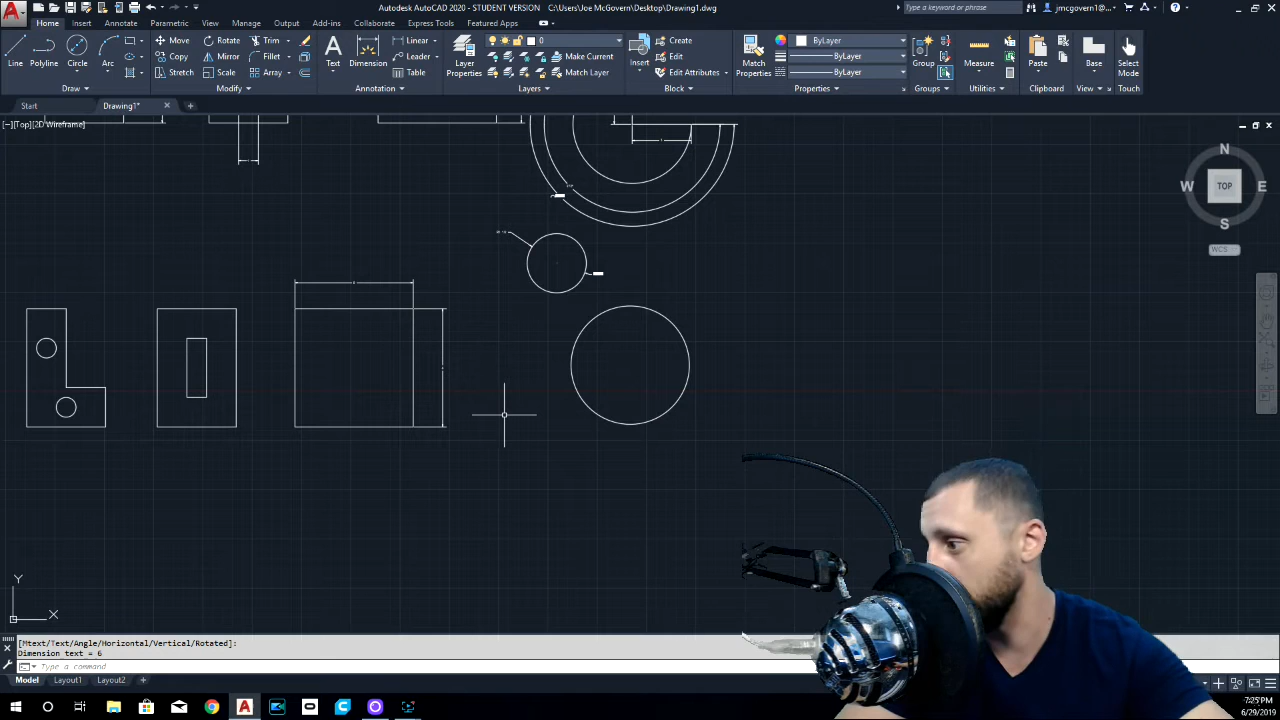 Autodesk AutoCAD 2020 - STUDENT VERSION C:\Users\Joe McGovern\Desktop\Drawing1.dwg
Type a keyword or phrase
jmcgovern1@...
Home Insert Annotate Parametric View Manage Output Add-ins Collaborate Express Tools Featured Apps
Line Polyline Circle Arc
Move Rotate Trim
Copy Mirror Fillet
Stretch Scale Array
Text Dimension
Linear
Leader
Table
Layer Properties
0
Make Current
Match Layer
Insert
Create
Edit
Edit Attributes
Match Properties
ByLayer
ByLayer
ByLayer
Group
Measure
Paste
Base
Select Mode
Draw Modify Annotation Layers Block Properties Groups Utilities Clipboard View Touch
Start Drawing1*
[−][Top][2D Wireframe]
N
W TOP E
S
WCS
Y
X
[Mtext/Text/Angle/Horizontal/Vertical/Rotated]:
Dimension text = 6
Type a command
Model Layout1 Layout2
7:25 PM
6/29/2019